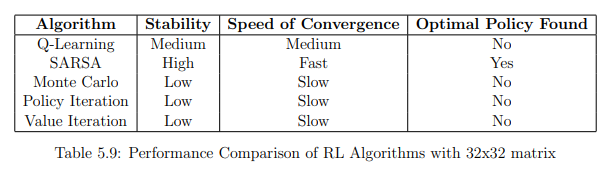 Algorithm Stability Speed of Convergence Optimal Policy Found
Q-Learning Medium Medium No
SARSA High Fast Yes
Monte Carlo Low Slow No
Policy Iteration Low Slow No
Value Iteration Low Slow No
Table 5.9: Performance Comparison of RL Algorithms with 32x32 matrix